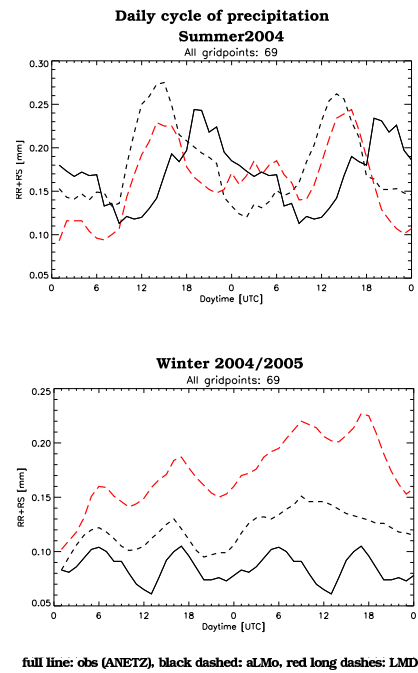 Daily cycle of precipitation
Summer2004
All gridpoints: 69
0.30
0.25
0.20
0.15
0.10
0.05
RR+RS [mm]
0 6 12 18 0 6 12 18 0
Daytime [UTC]
Winter 2004/2005
All gridpoints: 69
0.25
0.20
0.15
0.10
0.05
RR+RS [mm]
0 6 12 18 0 6 12 18 0
Daytime [UTC]
full line: obs (ANETZ), black dashed: aLMo, red long dashes: LMD